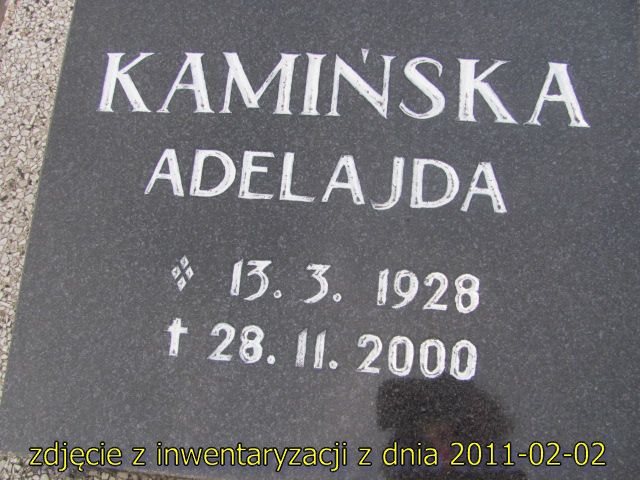 KAMIŃSKA
ADELAJDA
13. 3. 1928
✝ 28. 11. 2000
zdjęcie z inwentaryzacji z dnia 2011-02-02